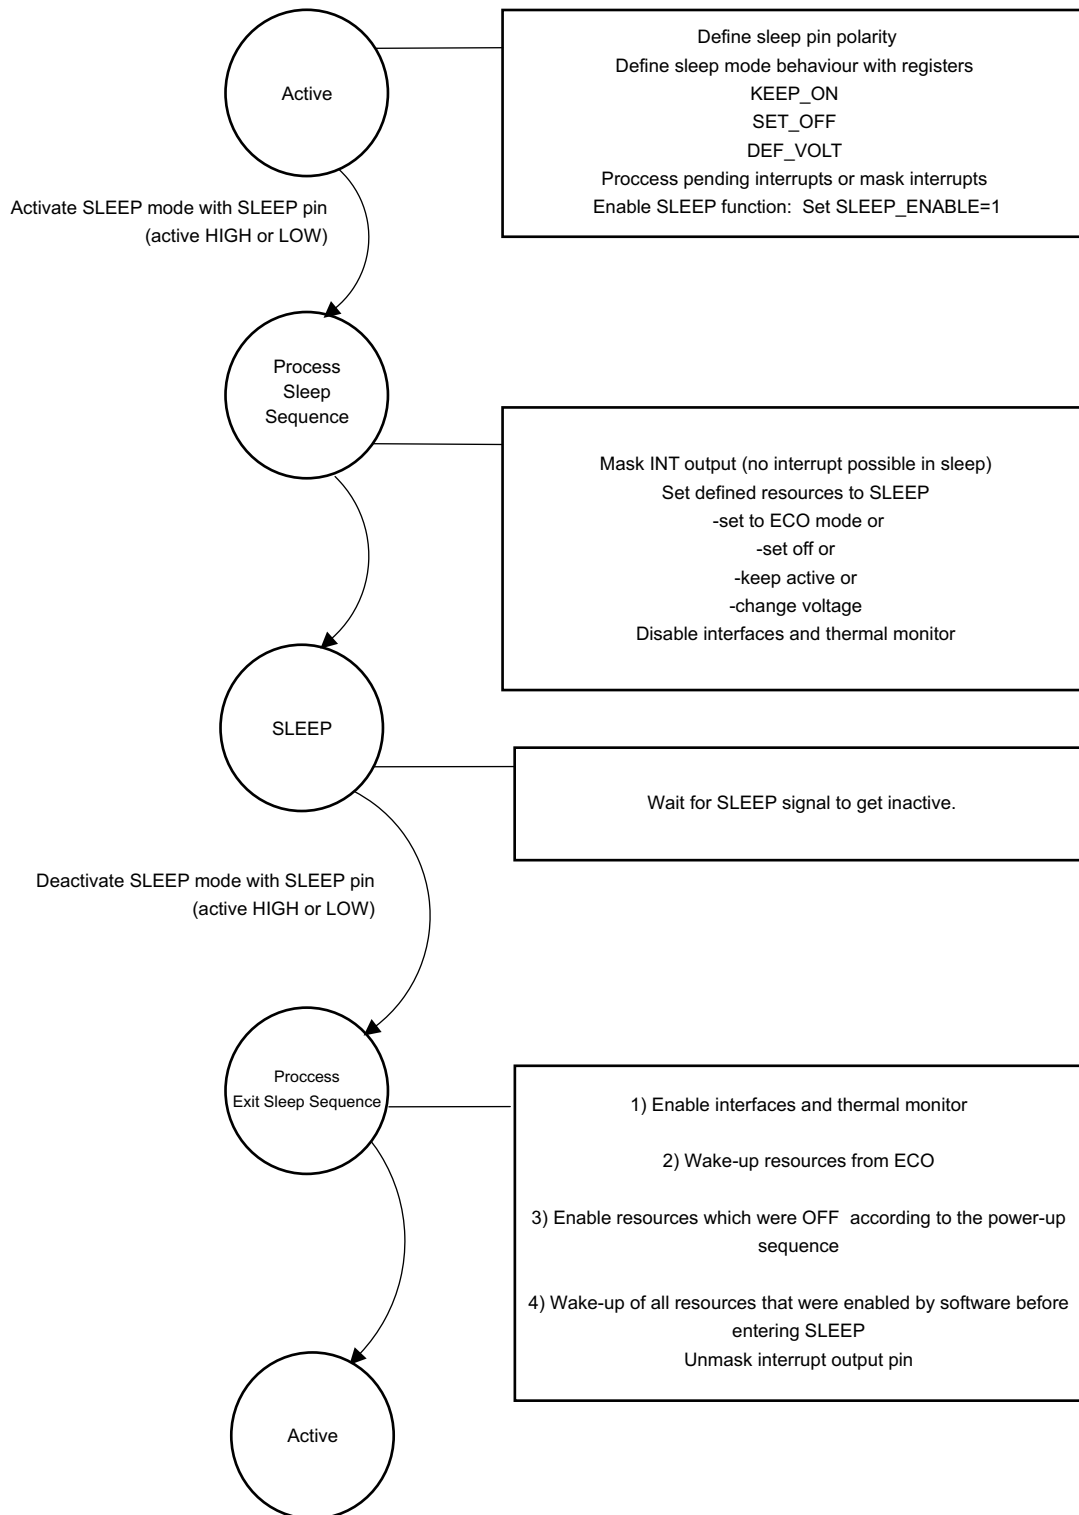 Active
Define sleep pin polarity
Define sleep mode behaviour with registers
KEEP_ON
SET_OFF
DEF_VOLT
Proccess pending interrupts or mask interrupts
Enable SLEEP function:  Set SLEEP_ENABLE=1
Activate SLEEP mode with SLEEP pin
(active HIGH or LOW)
Process
Sleep
Sequence
Mask INT output (no interrupt possible in sleep)
Set defined resources to SLEEP
-set to ECO mode or
-set off or
-keep active or
-change voltage
Disable interfaces and thermal monitor
SLEEP
Wait for SLEEP signal to get inactive.
Deactivate SLEEP mode with SLEEP pin
(active HIGH or LOW)
Proccess
Exit Sleep Sequence
1) Enable interfaces and thermal monitor
2) Wake-up resources from ECO
3) Enable resources which were OFF  according to the power-up
sequence
4) Wake-up of all resources that were enabled by software before
entering SLEEP
Unmask interrupt output pin
Active